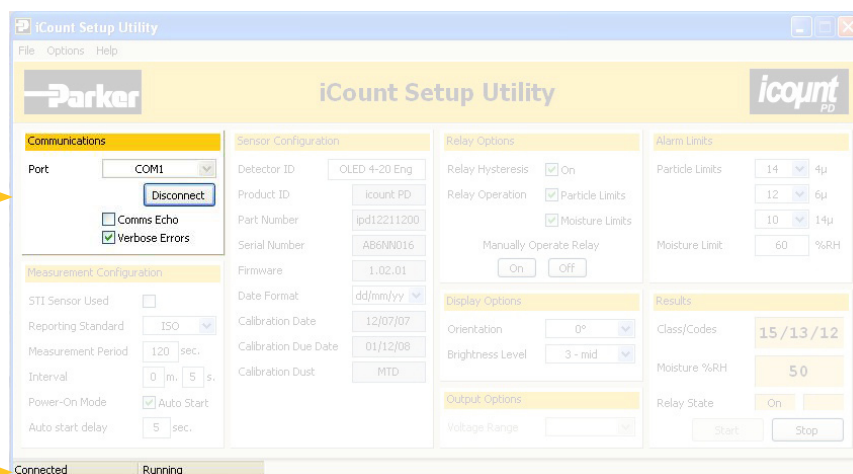 iCount Setup Utility
File Options Help
Parker
iCount Setup Utility
icount
PD
Communications
Port COM1
Disconnect
Comms Echo
Verbose Errors
Measurement Configuration
STI Sensor Used
Reporting Standard ISO
Measurement Period 120 sec.
Interval 0 m. 5 s.
Power-On Mode Auto Start
Auto start delay 5 sec.
Sensor Configuration
Detector ID OLED 4-20 Eng
Product ID icount PD
Part Number ipd12211200
Serial Number AB6NN016
Firmware 1.02.01
Date Format dd/mm/yy
Calibration Date 12/07/07
Calibration Due Date 01/12/08
Calibration Dust MTD
Relay Options
Relay Hysteresis On
Relay Operation Particle Limits
Moisture Limits
Manually Operate Relay
On Off
Display Options
Orientation 0°
Brightness Level 3 - mid
Output Options
Voltage Range
Alarm Limits
Particle Limits 14 4µ
12 6µ
10 14µ
Moisture Limit 60 %RH
Results
Class/Codes 15/13/12
Moisture %RH 50
Relay State On
Start Stop
Connected Running